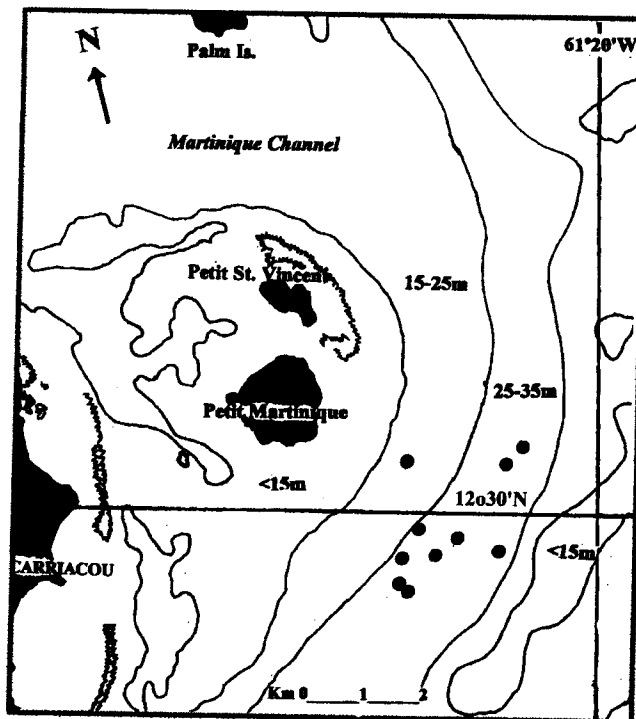 N
Palm Is.
61°20'W
Martinique Channel
Petit St. Vincent
15-25m
25-35m
Petit Martinique
<15m
12o30'N
<15m
CARRIACOU
Km 0 1 2